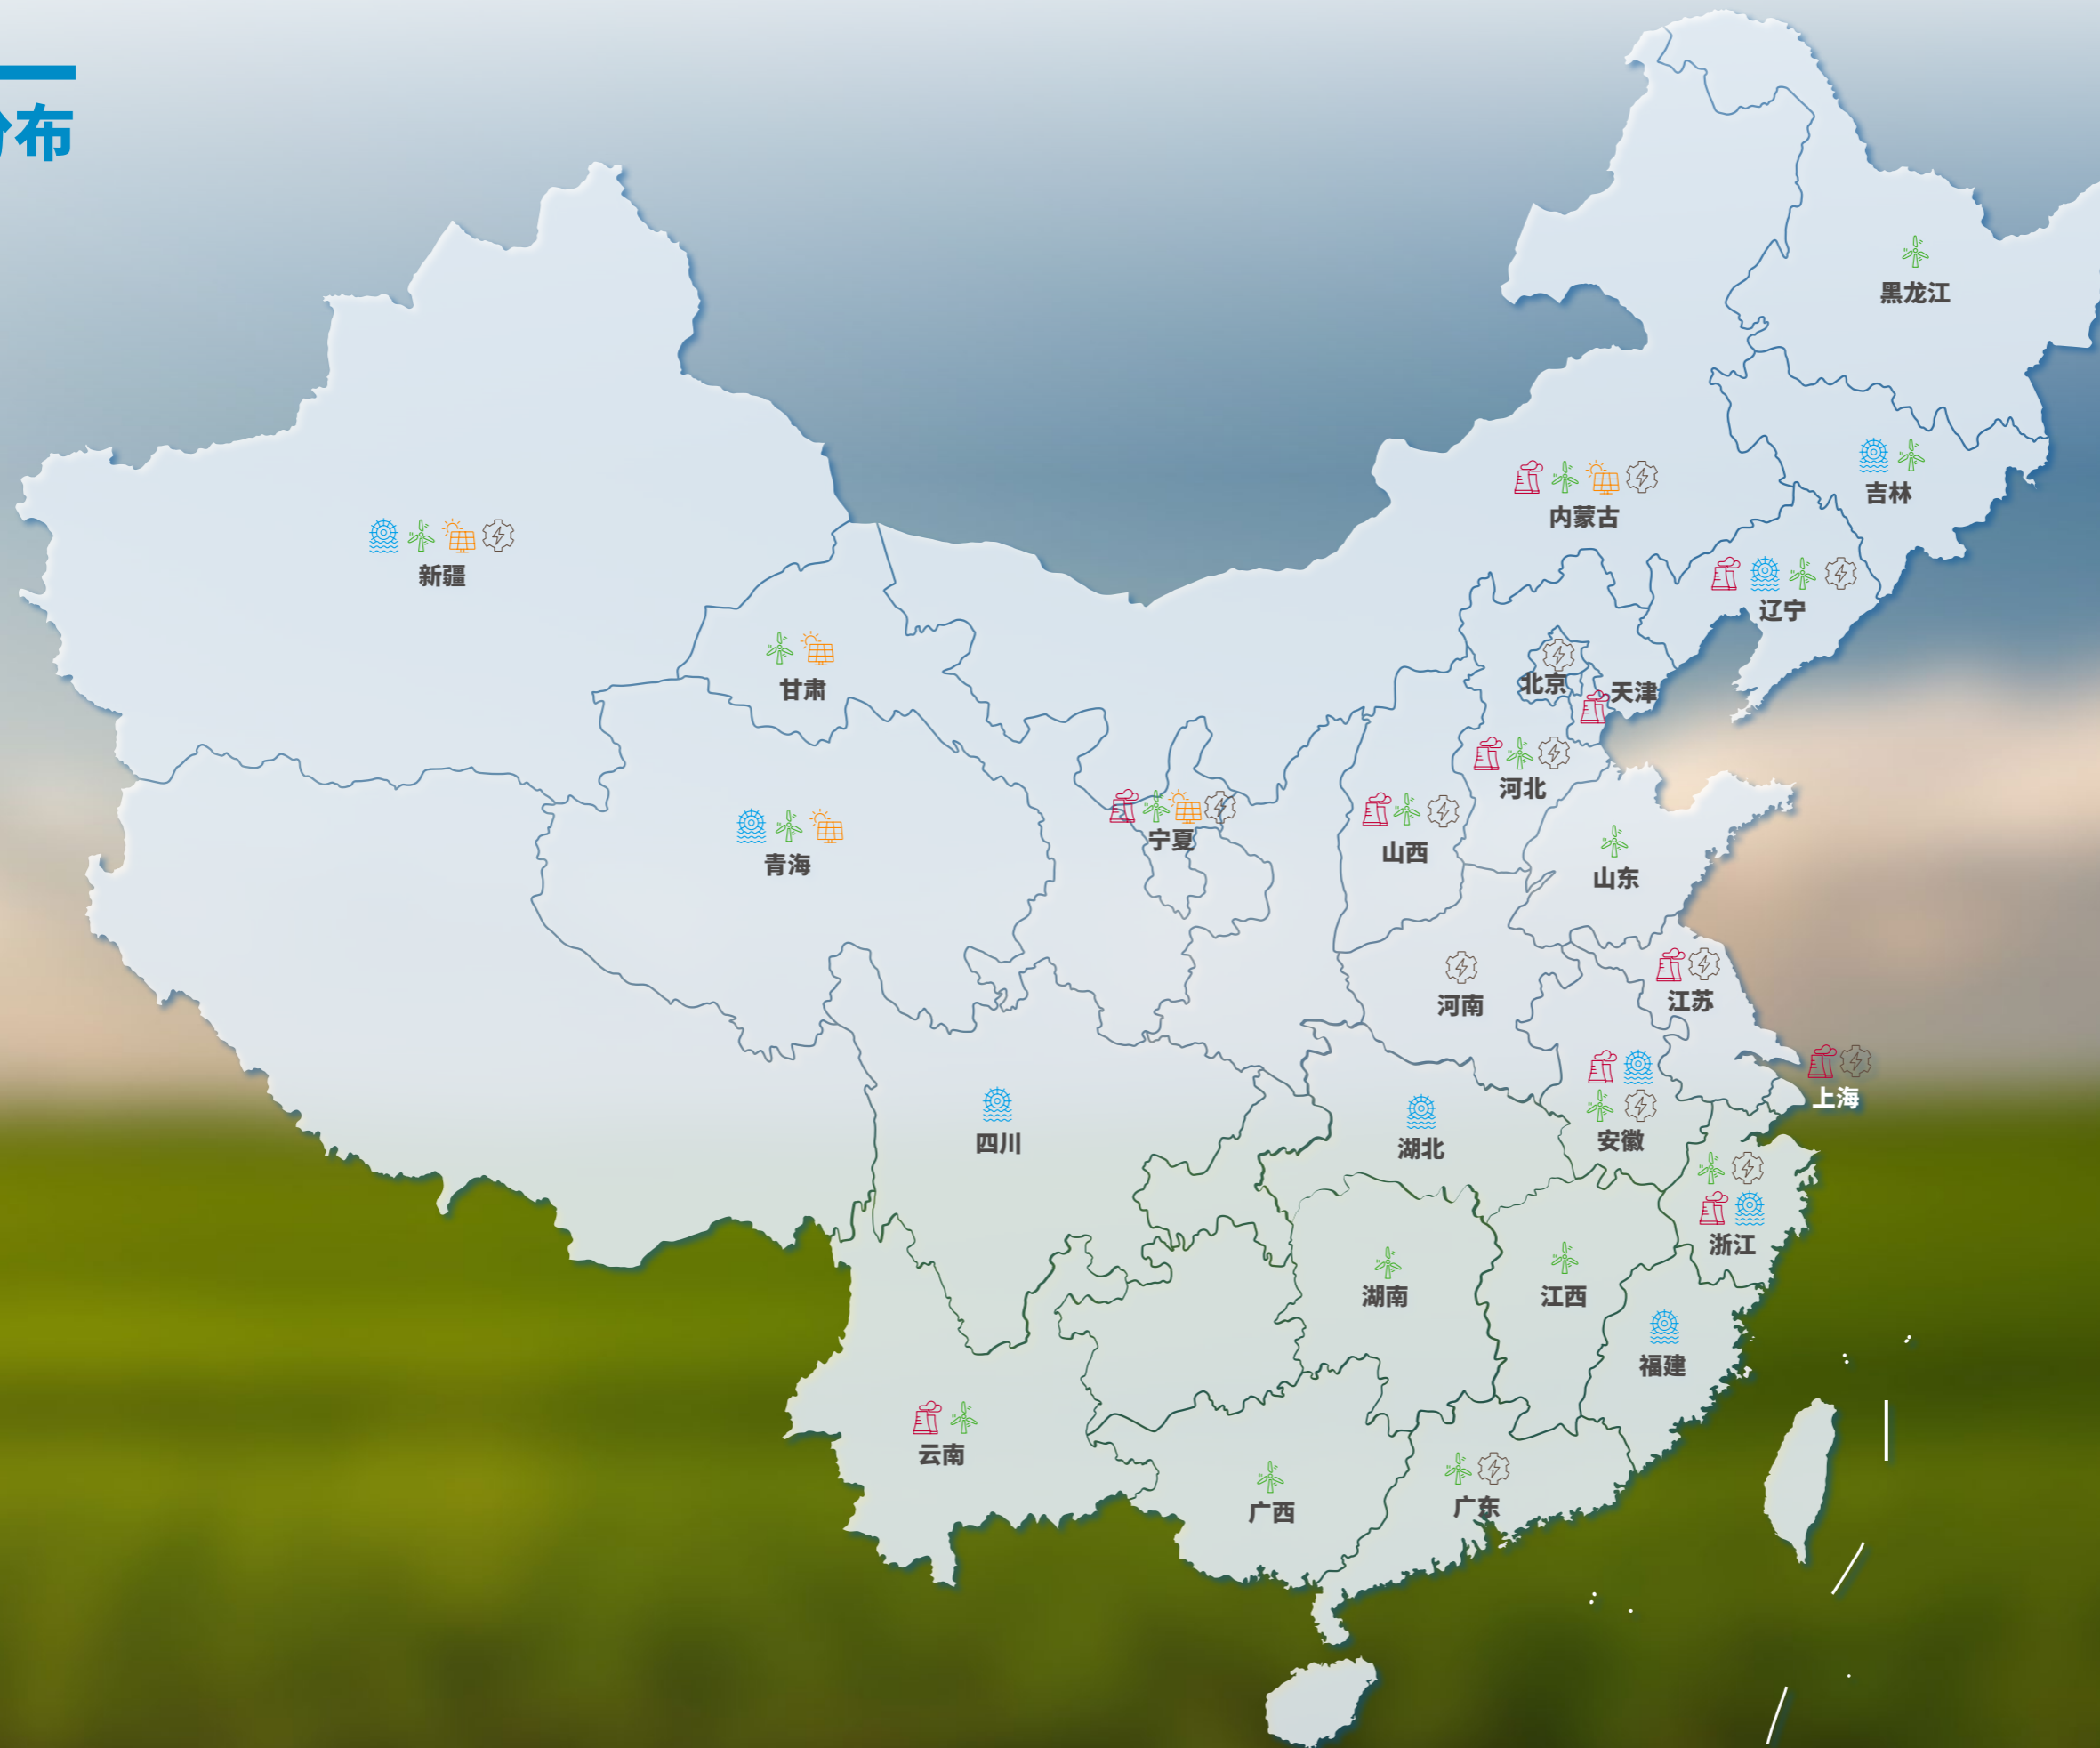 布
黑龙江
吉林
内蒙古
辽宁
新疆
北京
天津
甘肃
河北
宁夏
山西
青海
山东
河南
江苏
上海
四川
湖北
安徽
浙江
湖南
江西
福建
云南
广西
广东